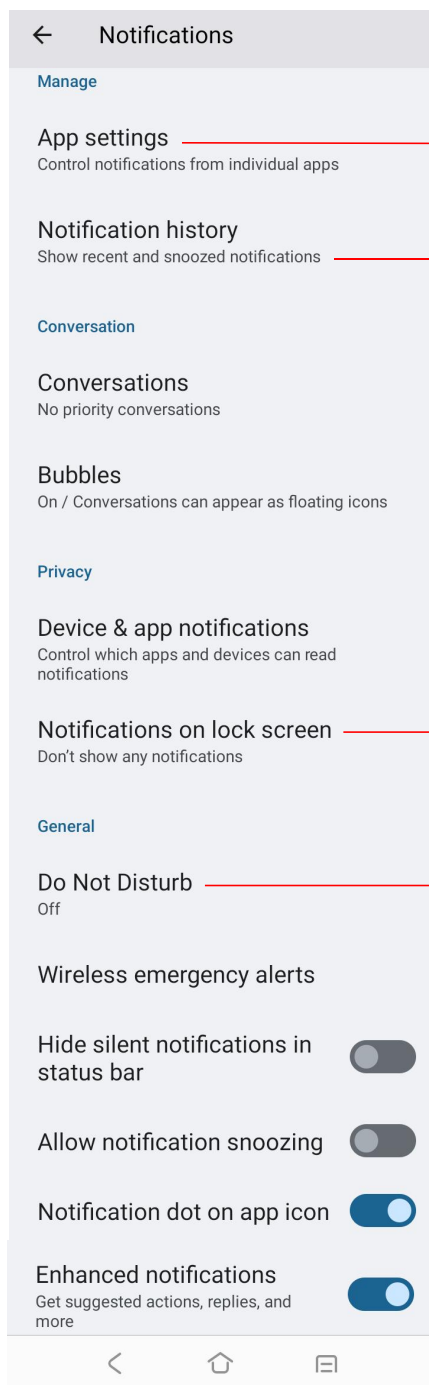 Notifications
Manage
App settings
Control notifications from individual apps
Notification history
Show recent and snoozed notifications
Conversation
Conversations
No priority conversations
Bubbles
On / Conversations can appear as floating icons
Privacy
Device & app notifications
Control which apps and devices can read
notifications
Notifications on lock screen
Don’t show any notifications
General
Do Not Disturb
Off
Wireless emergency alerts
Hide silent notifications in
status bar
Allow notification snoozing
Notification dot on app icon
Enhanced notifications
Get suggested actions, replies, and
more